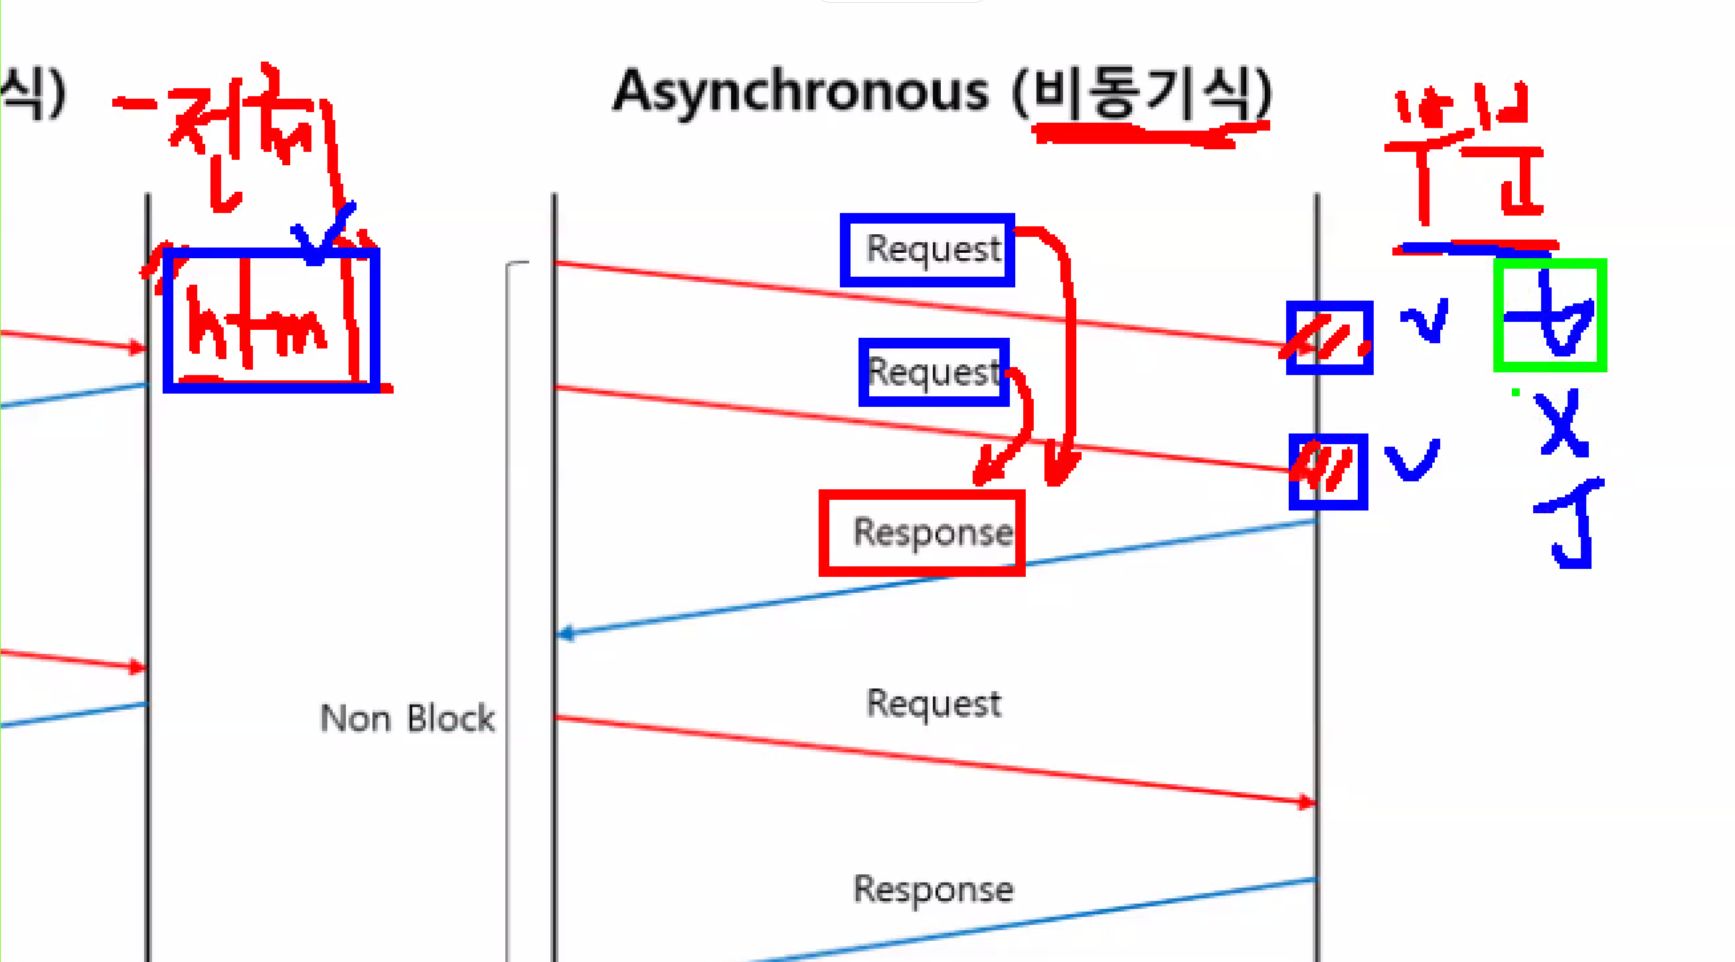 식)
Asynchronous (비동기식)
전체
부분
html
Request
Request
Response
Non Block
Request
Response
t
X
J